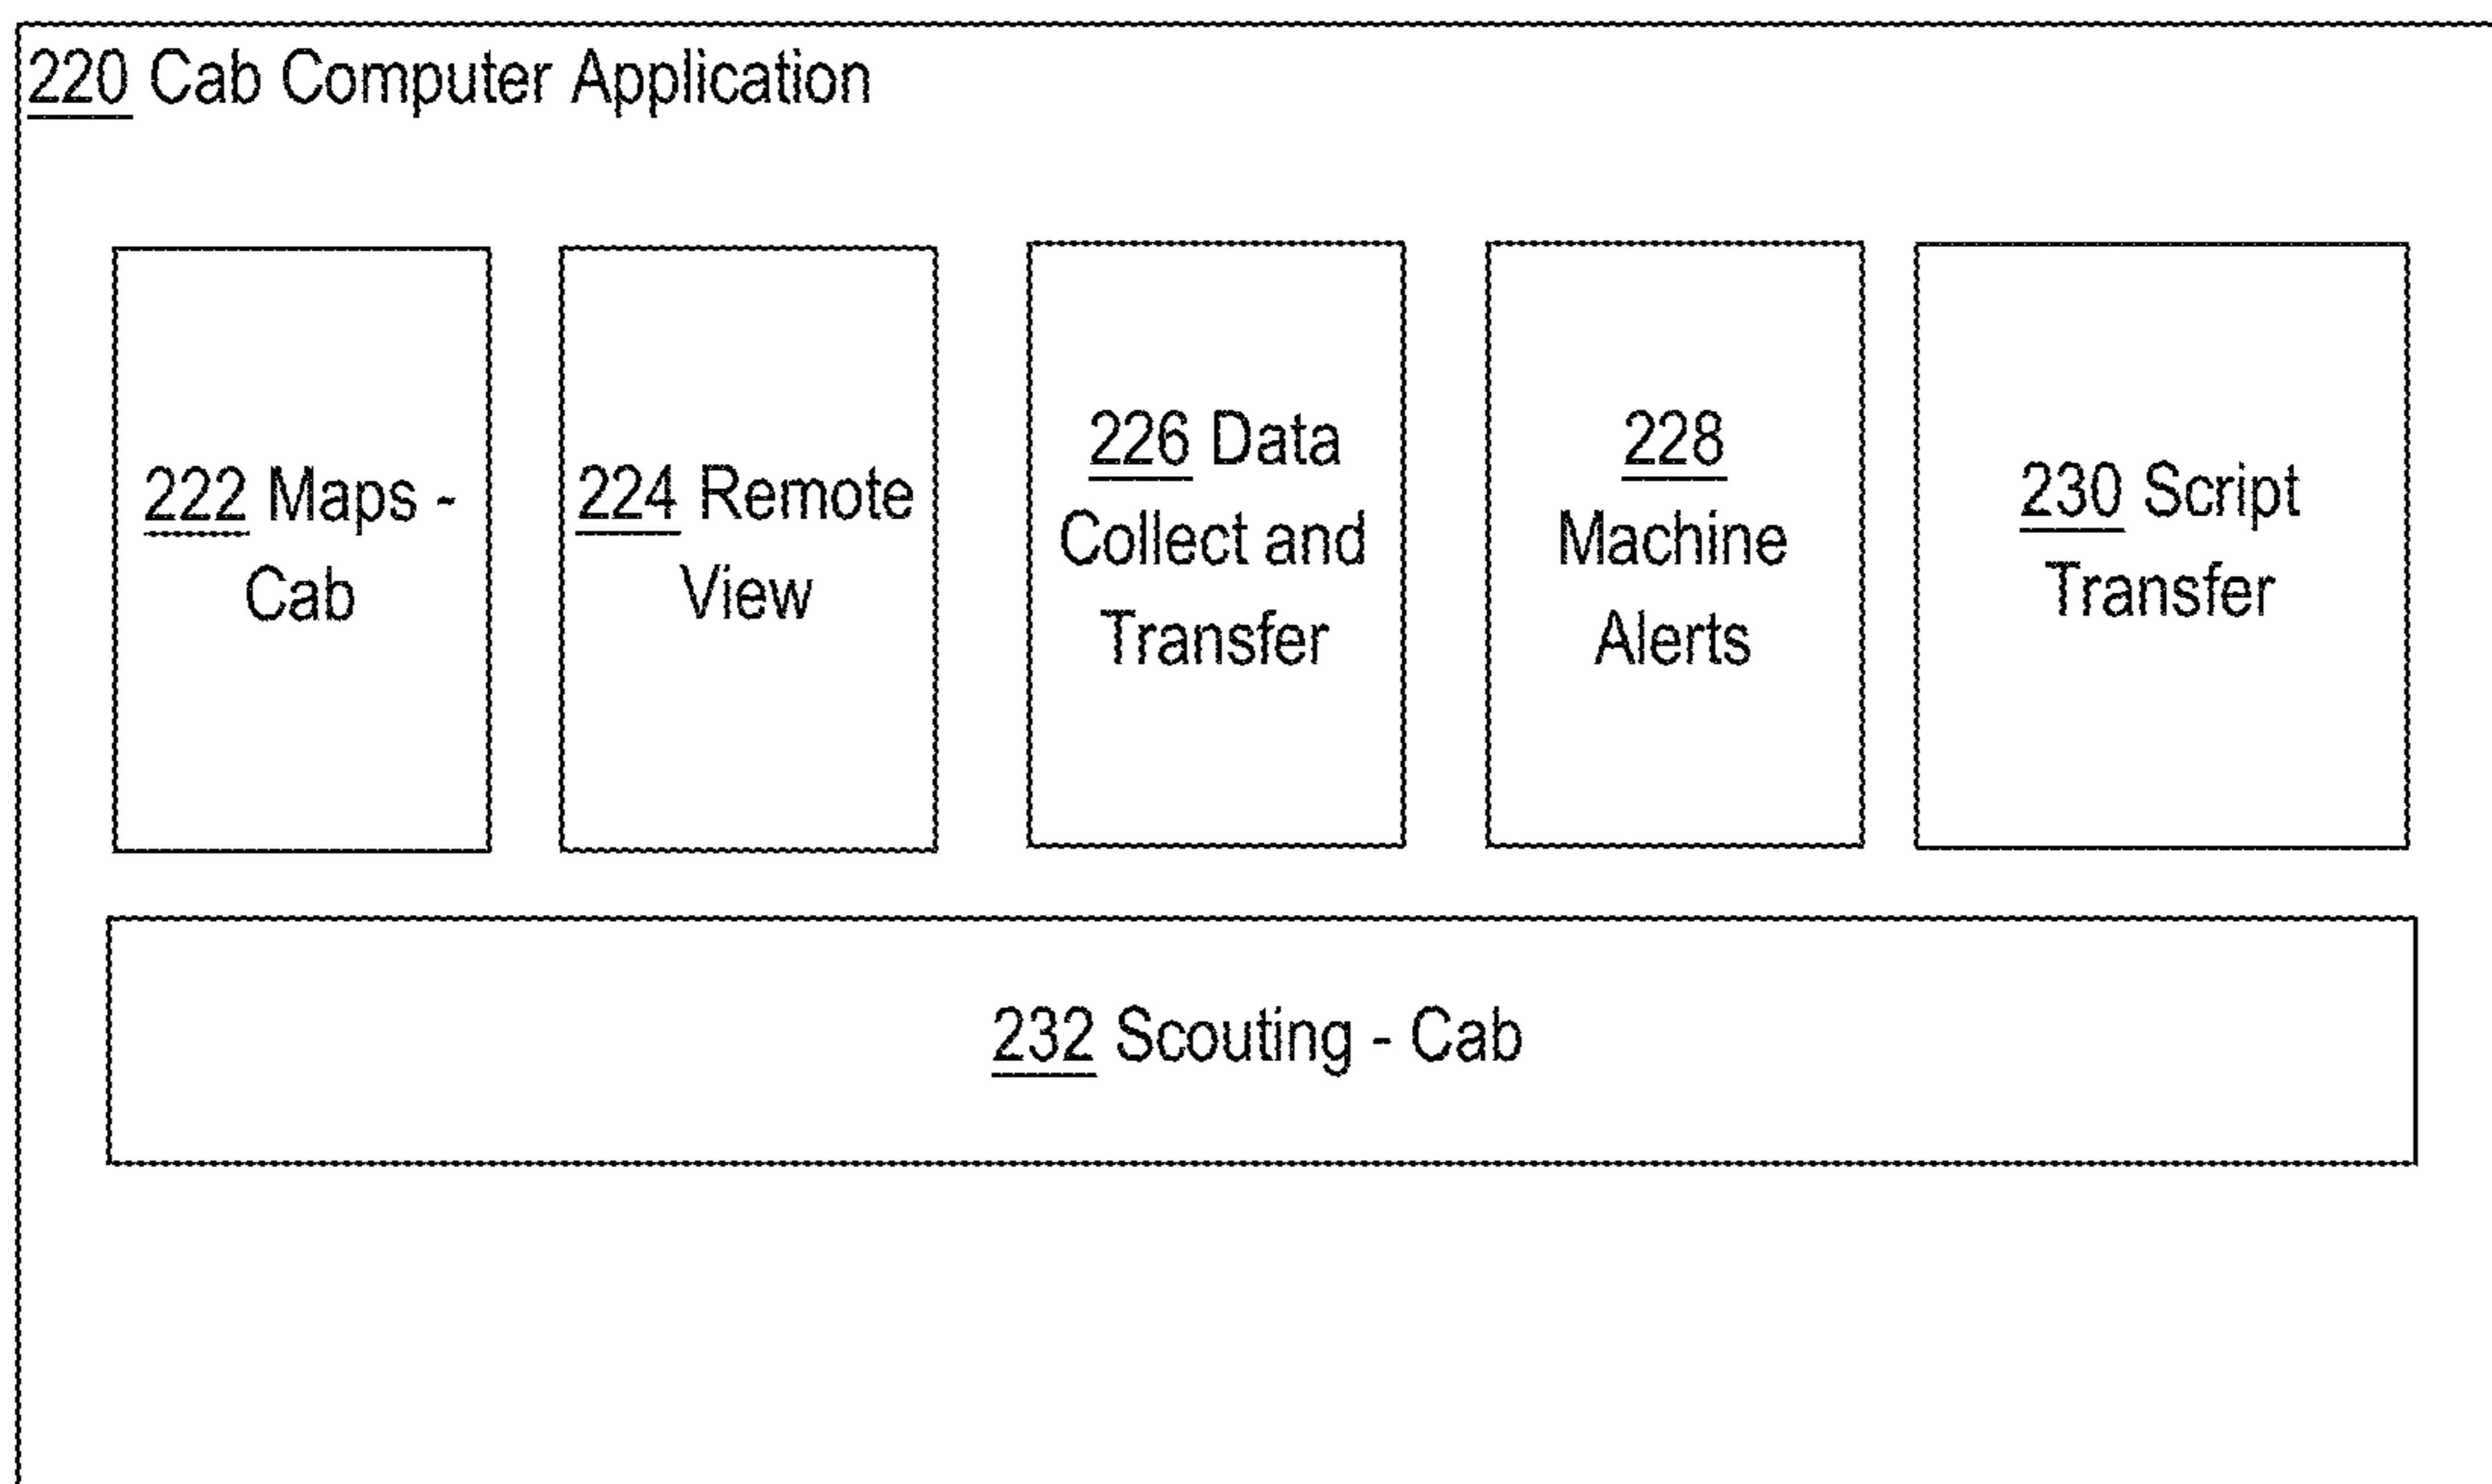 220 Cab Computer Application
222 Maps -
Cab
224 Remote
View
226 Data
Collect and
Transfer
228
Machine
Alerts
230 Script
Transfer
232 Scouting - Cab